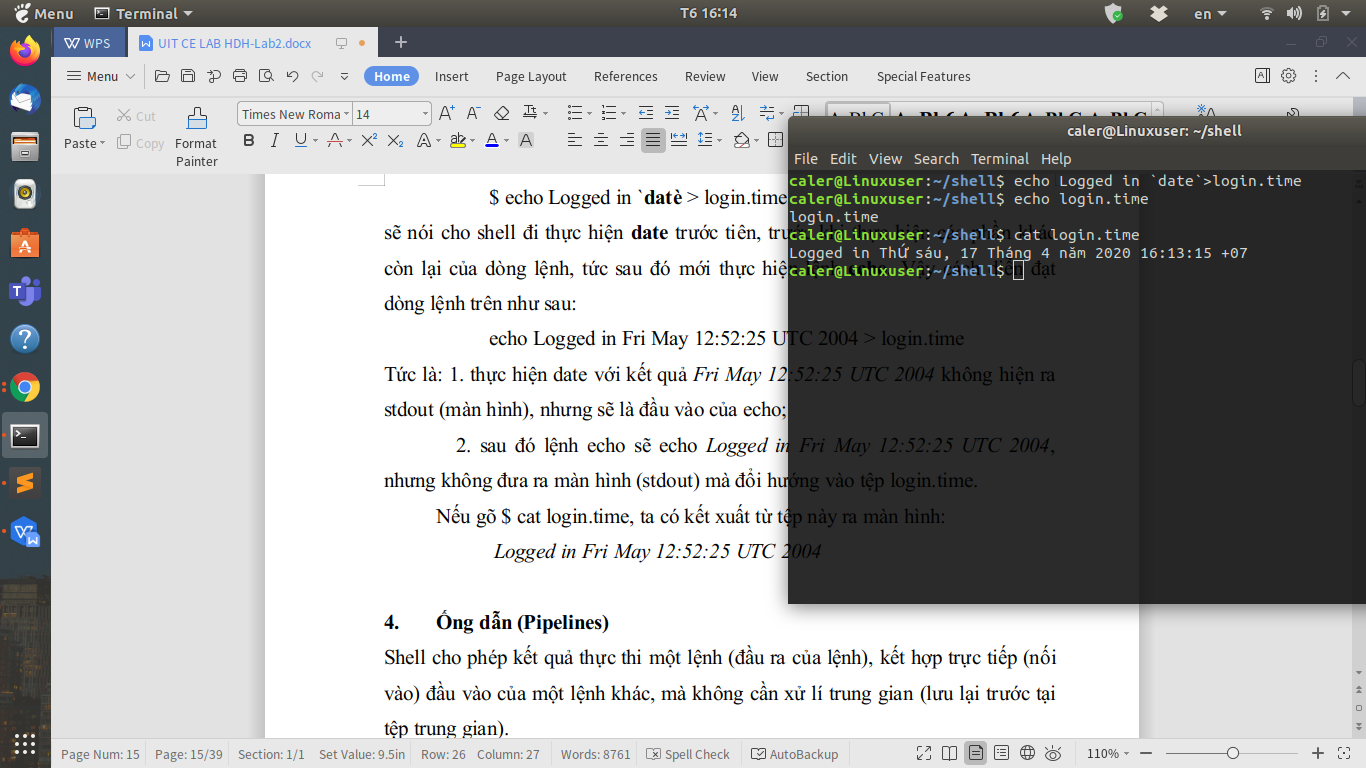 Menu Terminal T6 16:14 en
WPS UIT CE LAB HDH-Lab2.docx
Menu Home Insert Page Layout References Review View Section Special Features
Times New Roma 14
Paste Cut Copy Format Painter
caler@Linuxuser: ~/shell
File Edit View Search Terminal Help
caler@Linuxuser:~/shell$ echo Logged in `date`>login.time
caler@Linuxuser:~/shell$ echo login.time
login.time
caler@Linuxuser:~/shell$ cat login.time
Logged in Thứ sáu, 17 Tháng 4 năm 2020 16:13:15 +07
caler@Linuxuser:~/shell$
$ echo Logged in `datè > login.time
sẽ nói cho shell đi thực hiện date trước tiên,
còn lại của dòng lệnh, tức sau đó mới thực hiện
dòng lệnh trên như sau:
echo Logged in Fri May 12:52:25 UTC 2004 > login.time
Tức là: 1. thực hiện date với kết quả Fri May 12:52:25 UTC 2004 không hiện ra
stdout (màn hình), nhưng sẽ là đầu vào của echo;
2. sau đó lệnh echo sẽ echo Logged in Fri May 12:52:25 UTC 2004,
nhưng không đưa ra màn hình (stdout) mà đổi hướng vào tệp login.time.
Nếu gõ $ cat login.time, ta có kết xuất từ tệp này ra màn hình:
Logged in Fri May 12:52:25 UTC 2004
4. Ống dẫn (Pipelines)
Shell cho phép kết quả thực thi một lệnh (đầu ra của lệnh), kết hợp trực tiếp (nối
vào) đầu vào của một lệnh khác, mà không cần xử lí trung gian (lưu lại trước tại
tệp trung gian).
Page Num: 15 Page: 15/39 Section: 1/1 Set Value: 9.5in Row: 26 Column: 27 Words: 8761 Spell Check AutoBackup 110%